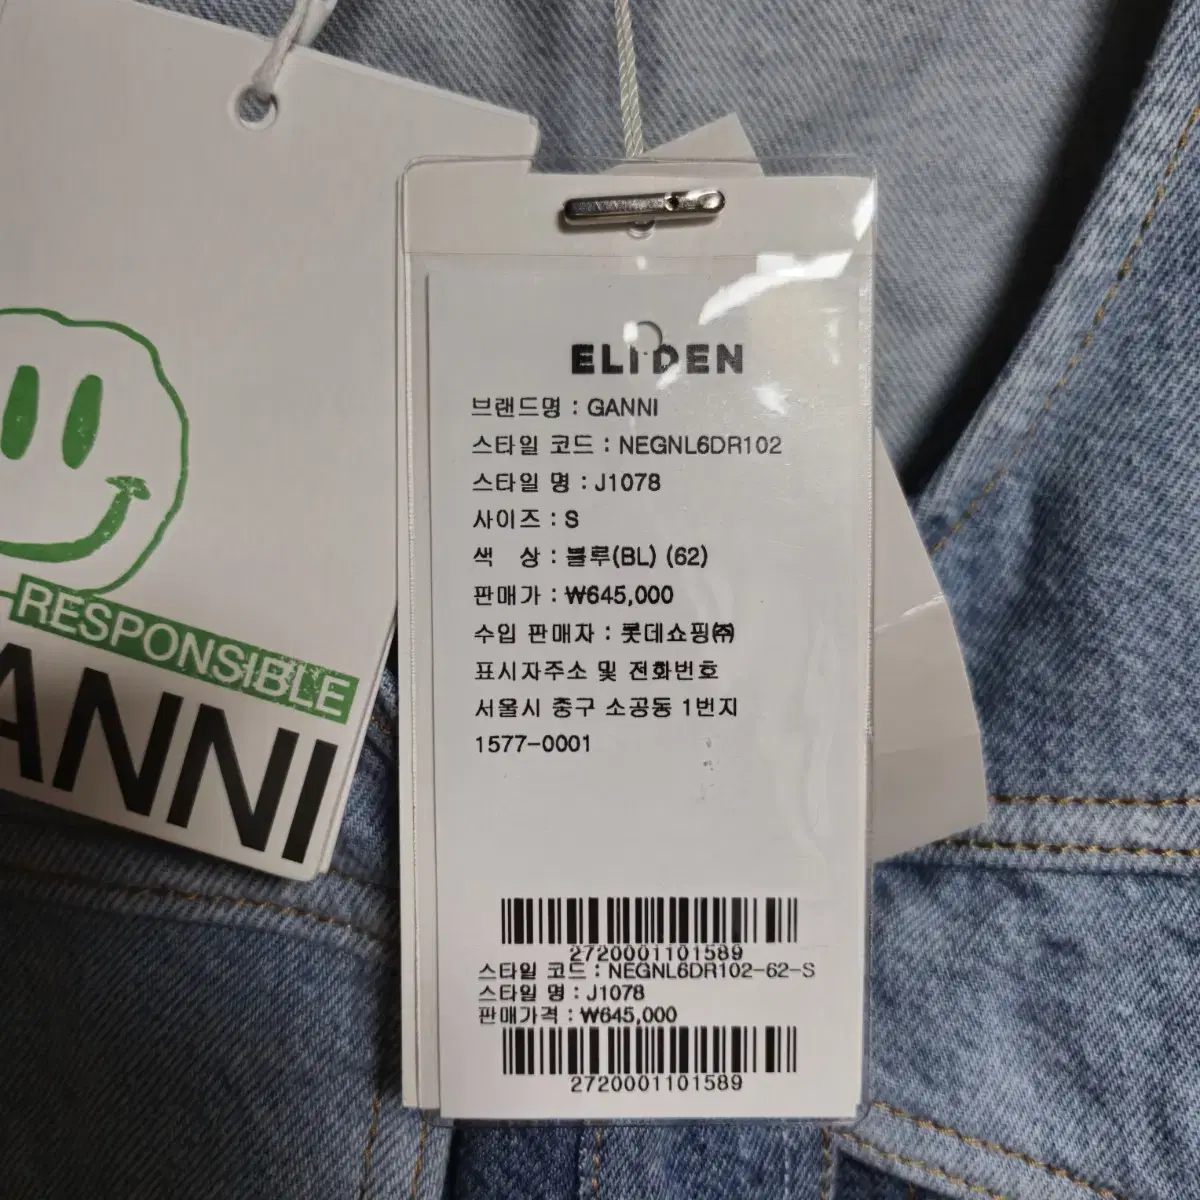 RESPONSIBLE
ANNI
ELIDEN
브랜드명 : GANNI
스타일 코드 : NEGNL6DR102
스타일 명 : J1078
사이즈 : S
색 상 : 블루(BL) (62)
판매가 : ₩645,000
수입 판매자 : 롯데쇼핑㈜
표시자주소 및 전화번호
서울시 중구 소공동 1번지
1577-0001
2720001101589
스타일 코드 : NEGNL6DR102-62-S
스타일 명 : J1078
판매가격 : ₩645,000
2720001101589